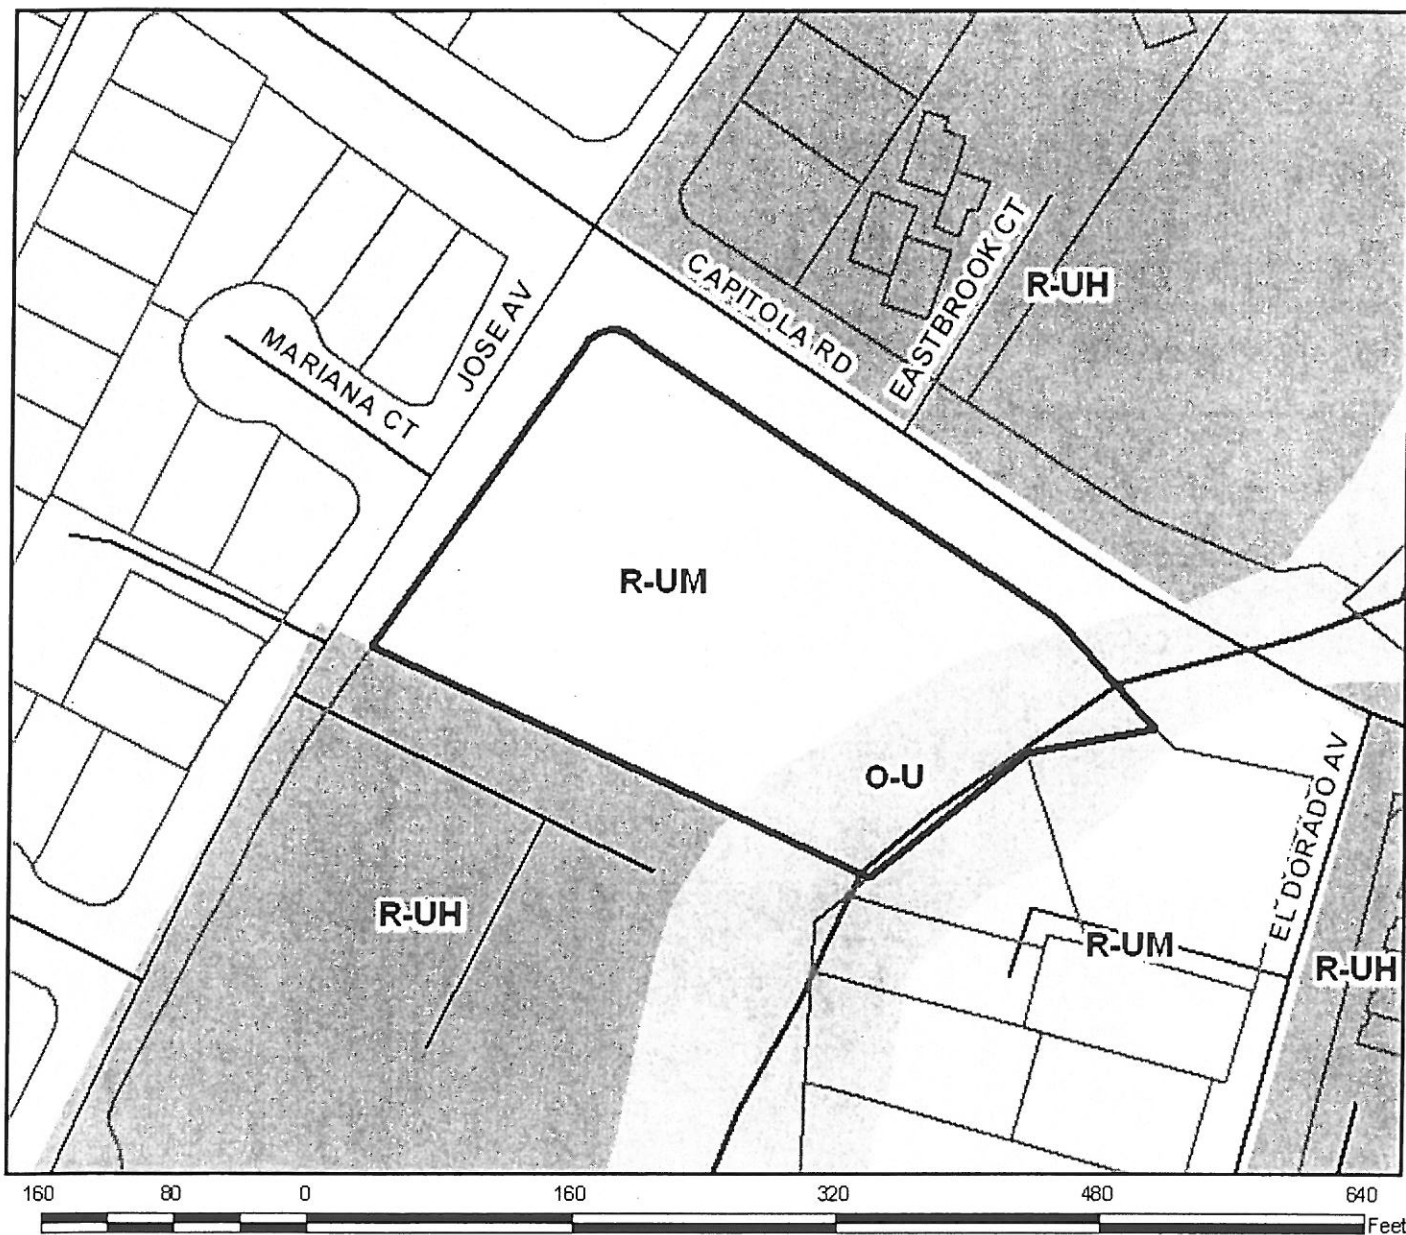 R-UH
CAPITOLA RD
EASTBROOK CT
JOSE AV
MARIANA CT
R-UM
O-U
EL DORADO AV
R-UH
R-UM
R-UH
160 80 0 160 320 480 640
Feet